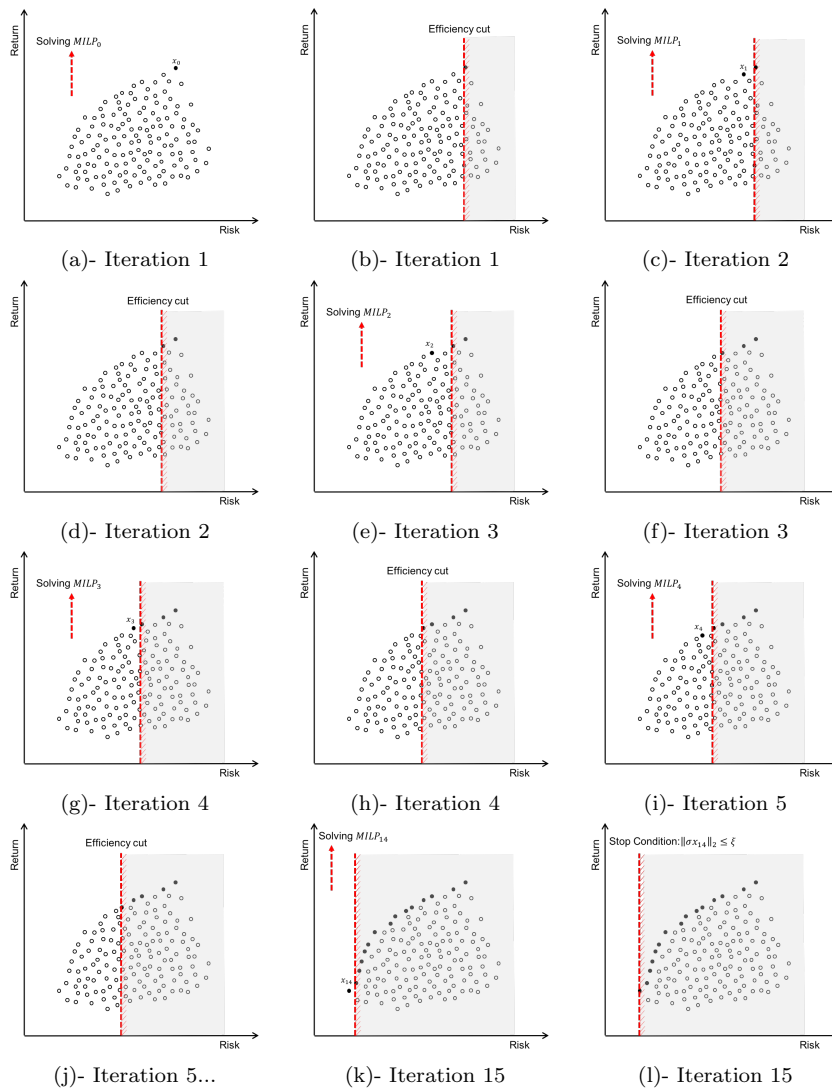 Return
Solving MILP₀
x₀
Risk
(a)- Iteration 1
Return
Efficiency cut
Risk
(b)- Iteration 1
Return
Solving MILP₁
x₁
Risk
(c)- Iteration 2
Return
Efficiency cut
Risk
(d)- Iteration 2
Return
Solving MILP₂
x₂
Risk
(e)- Iteration 3
Return
Efficiency cut
Risk
(f)- Iteration 3
Return
Solving MILP₃
x₃
Risk
(g)- Iteration 4
Return
Efficiency cut
Risk
(h)- Iteration 4
Return
Solving MILP₄
x₄
Risk
(i)- Iteration 5
Return
Efficiency cut
Risk
(j)- Iteration 5...
Return
Solving MILP₁₄
x₁₄
Risk
(k)- Iteration 15
Return
Stop Condition:‖σx₁₄‖₂ ≤ ξ
Risk
(l)- Iteration 15